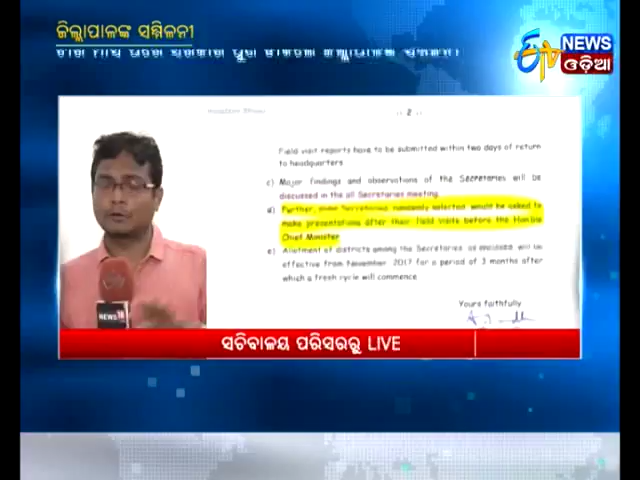 ଜିଲ୍ଲାପାଳଙ୍କ ସମ୍ମିଳନୀ
ETV NEWS
ଓଡ଼ିଆ
.. 2 ..
Field visit reports have to be submitted within two days of return
to headquarters
c) Major findings and observations of the Secretaries will be
discussed in the all Secretaries meeting.
d) Further, some Secretaries, randomly selected would be asked to
make presentations after their field visits before the Hon'ble
Chief Minister
e) Allotment of districts among the Secretaries as enclosed will be
effective from November 2017 for a period of 3 months after
which a fresh cycle will commence
Yours faithfully
NEWS 18
ସଚିବାଳୟ ପରିସରରୁ LIVE